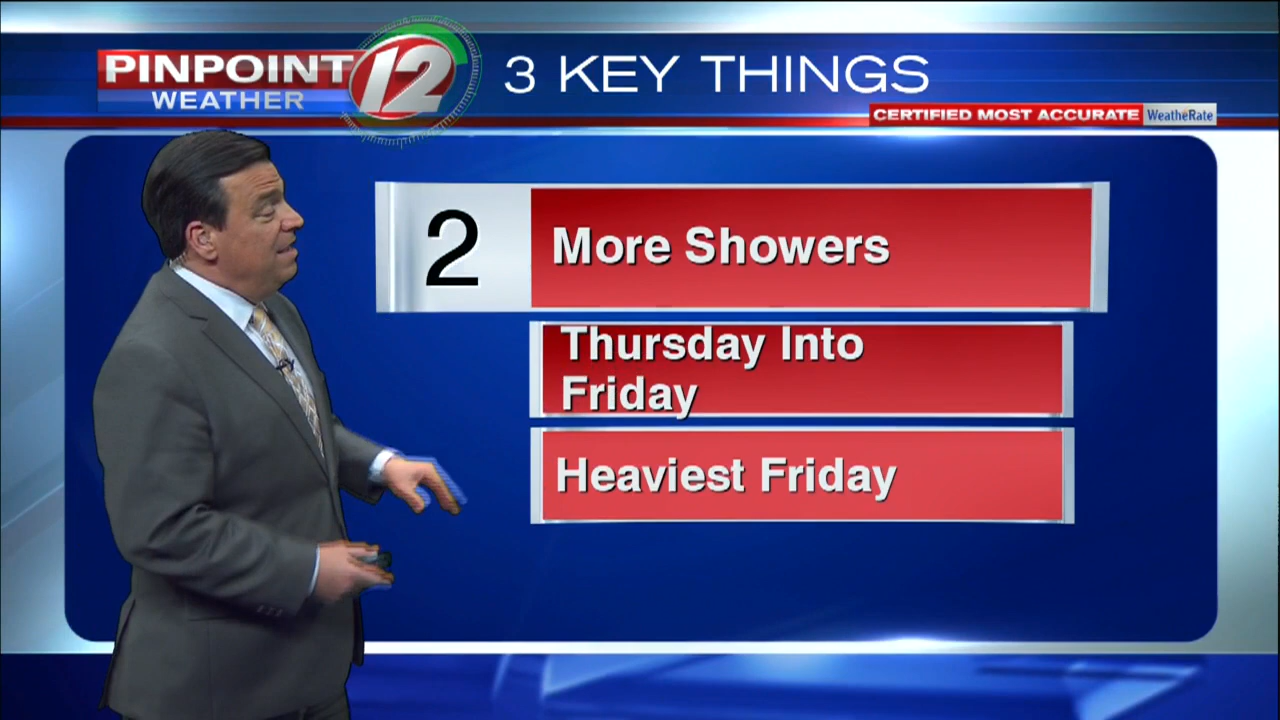 PINPOINT
WEATHER
12
3 KEY THINGS
CERTIFIED MOST ACCURATE
WeatheRate
2
More Showers
Thursday Into
Friday
Heaviest Friday